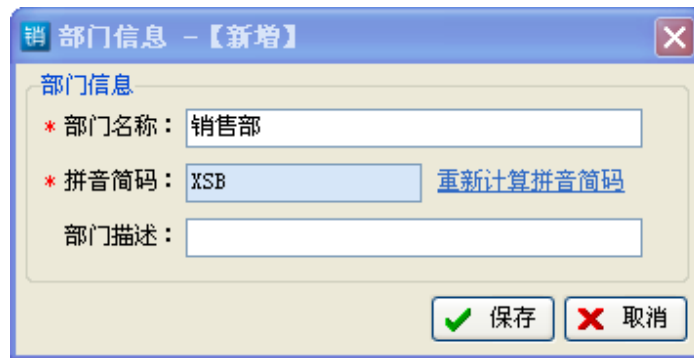 销 部门信息 -【新增】
部门信息
* 部门名称： 销售部
* 拼音简码： XSB 重新计算拼音简码
部门描述：
保存 取消